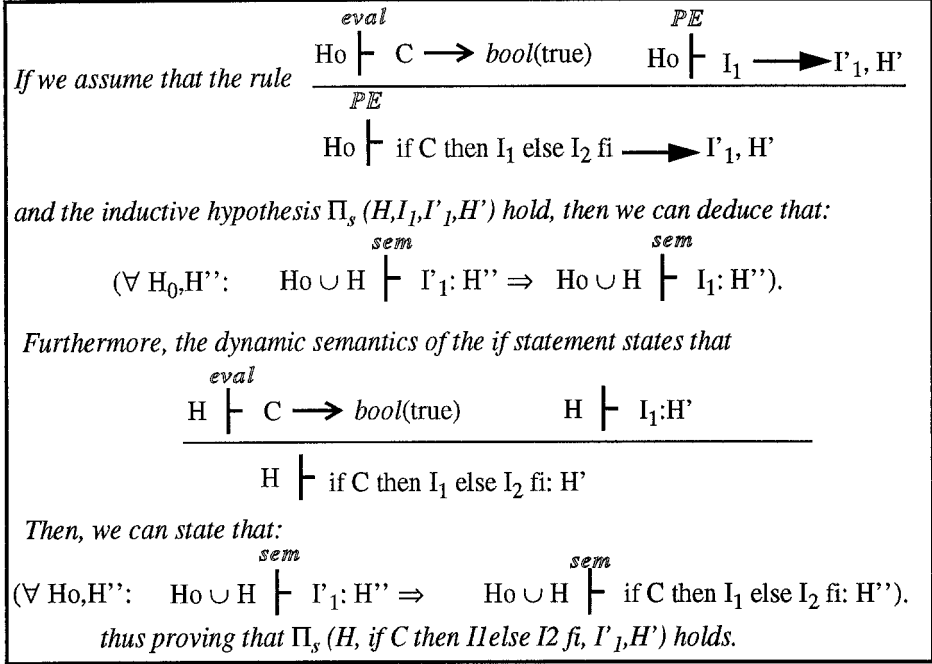 eval PE
Ho ⊢ C → bool(true) Ho ⊢ I₁ → I'₁, H'
If we assume that the rule
PE
Ho ⊢ if C then I₁ else I₂ fi → I'₁, H'
and the inductive hypothesis Πₛ (H,I₁,I'₁,H') hold, then we can deduce that:
sem sem
(∀ H₀,H'': Ho ∪ H ⊢ I'₁: H'' ⇒ Ho ∪ H ⊢ I₁: H'').
Furthermore, the dynamic semantics of the if statement states that
eval
H ⊢ C → bool(true) H ⊢ I₁:H'
H ⊢ if C then I₁ else I₂ fi: H'
Then, we can state that:
sem sem
(∀ Ho,H'': Ho ∪ H ⊢ I'₁: H'' ⇒ Ho ∪ H ⊢ if C then I₁ else I₂ fi: H'').
thus proving that Πₛ (H, if C then I1else I2 fi, I'₁,H') holds.